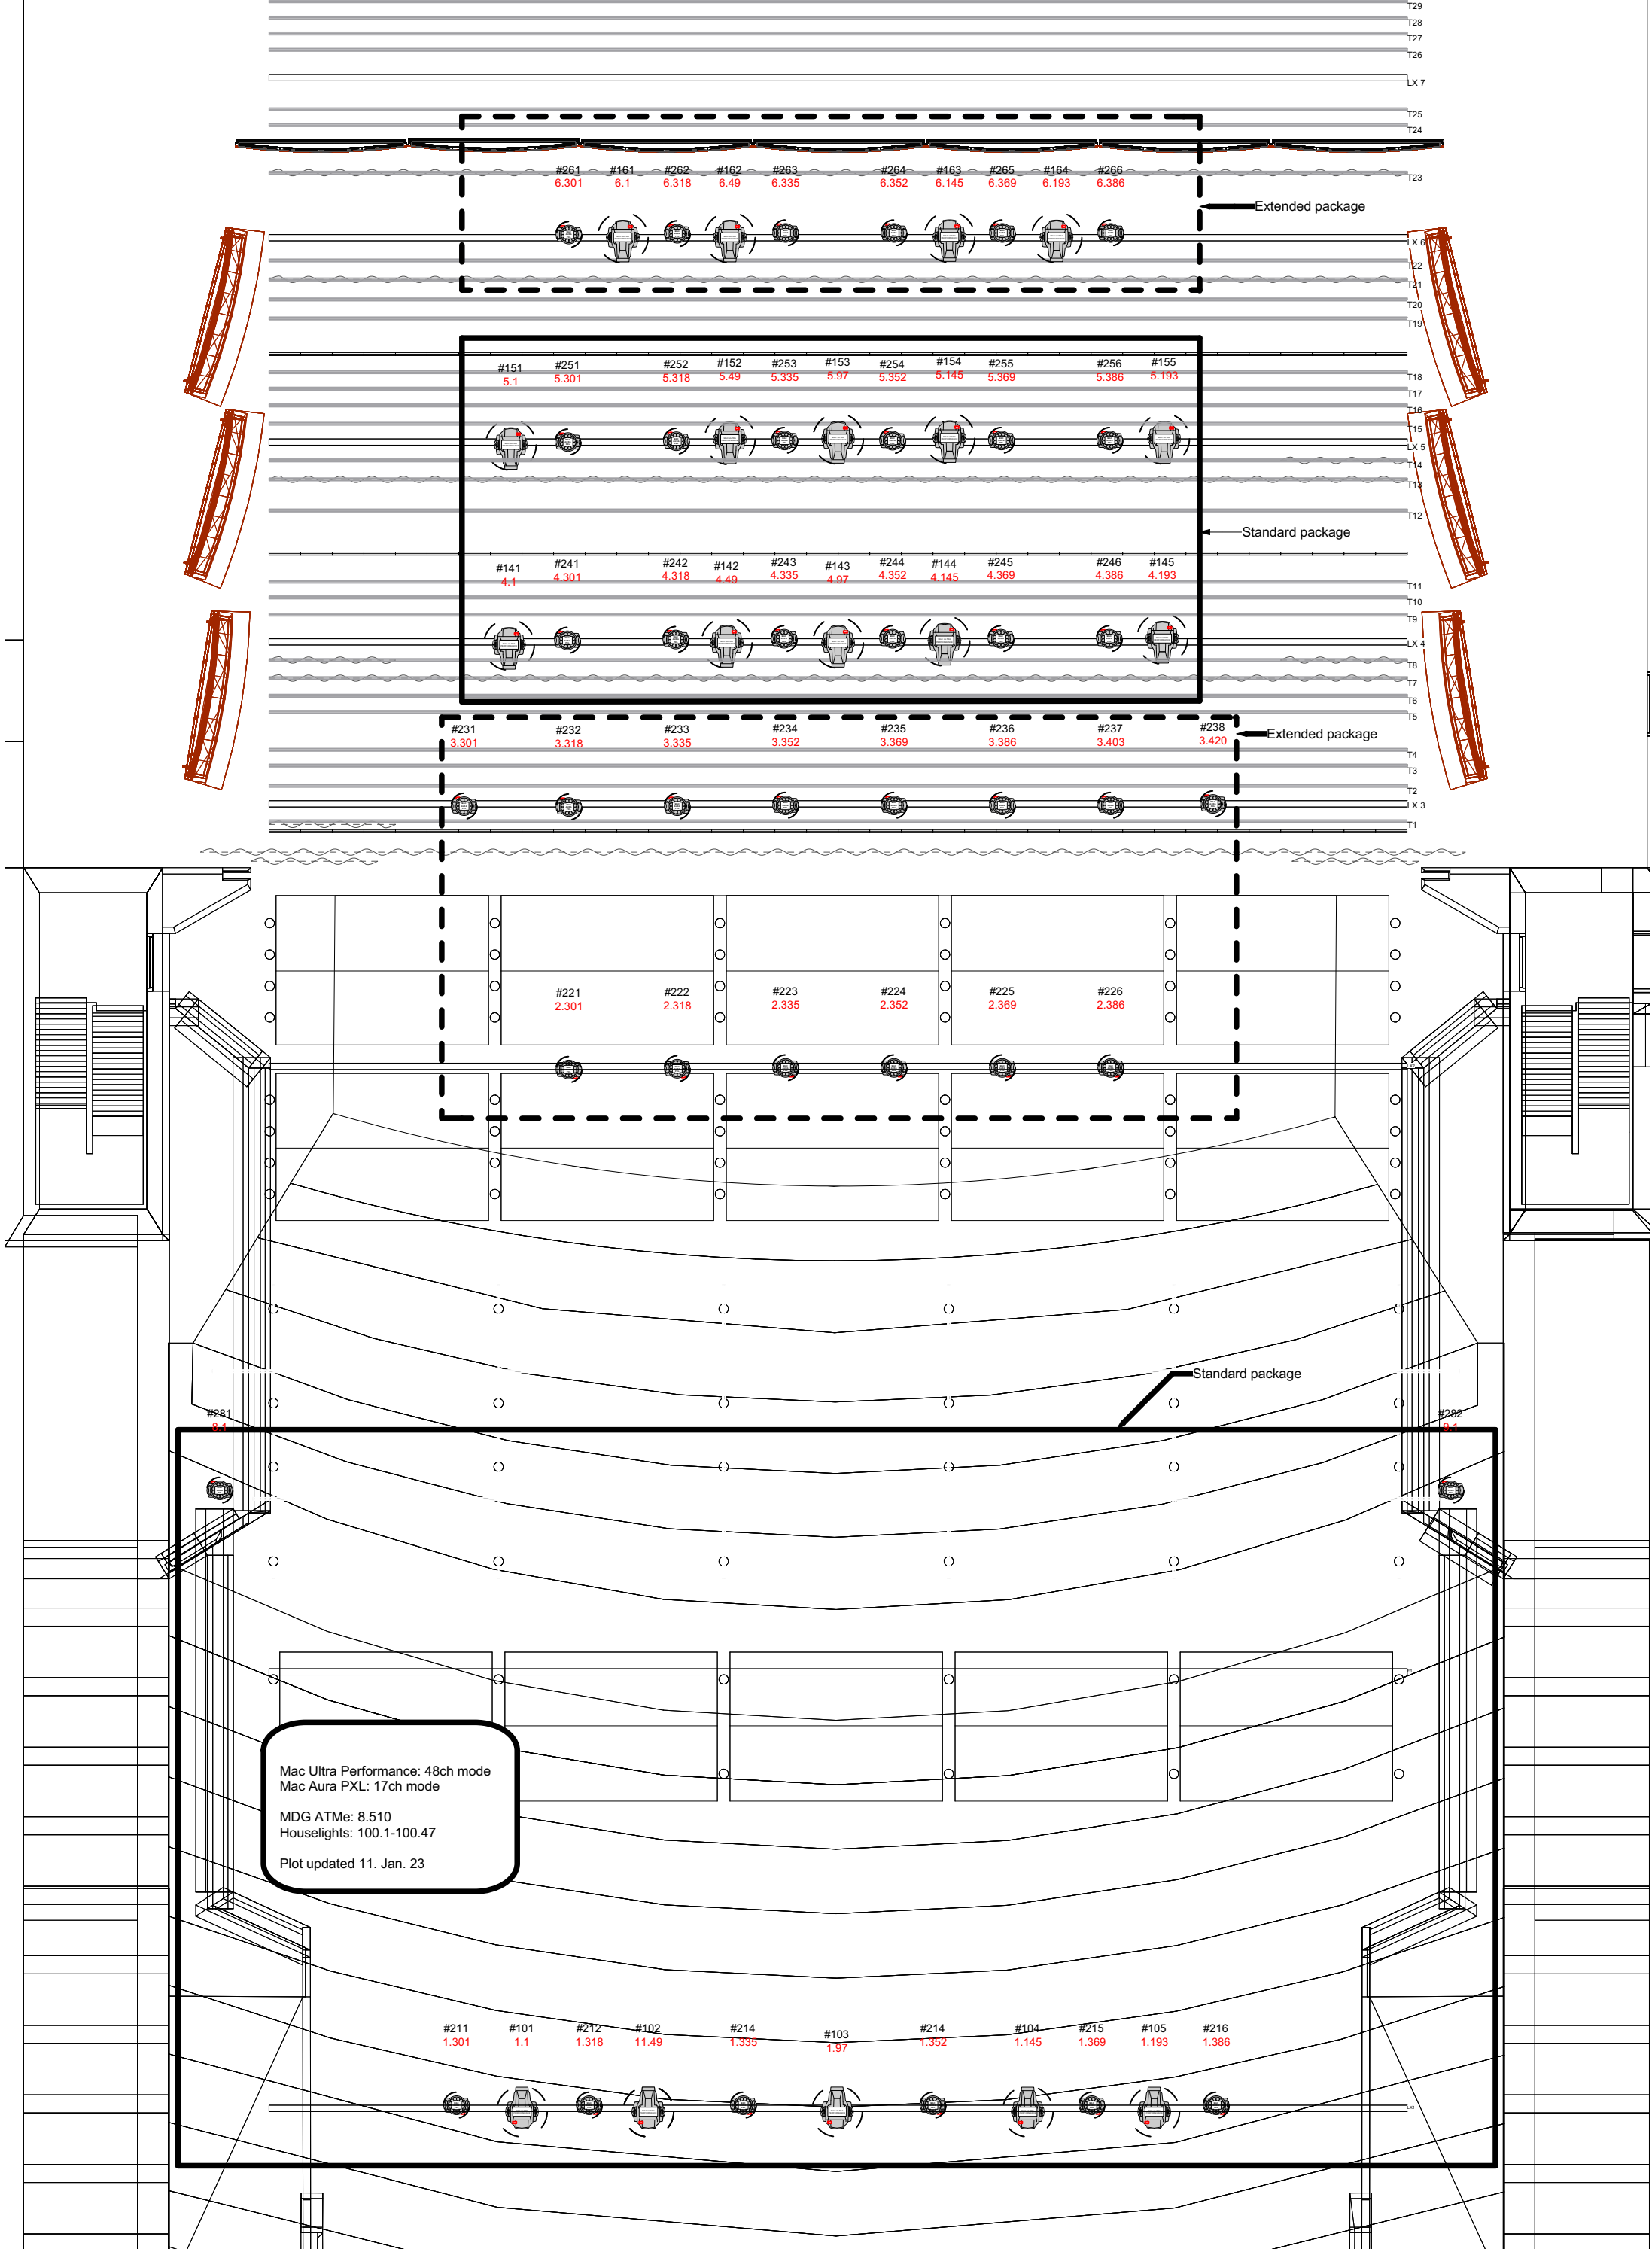 T29
T28
T27
T26
LX 7
T25
T24
#261 #161 #262 #162 #263 #264 #163 #265 #164 #266
6.301 6.1 6.318 6.49 6.335 6.352 6.145 6.369 6.193 6.386
T23
Extended package
LX 6
T22
T21
T20
T19
#151 #251 #252 #152 #253 #153 #254 #154 #255 #256 #155
5.1 5.301 5.318 5.49 5.335 5.97 5.352 5.145 5.369 5.386 5.193
T18
T17
T16
T15
LX 5
T14
T13
T12
Standard package
#141 #241 #242 #142 #243 #143 #244 #144 #245 #246 #145
4.1 4.301 4.318 4.49 4.335 4.97 4.352 4.145 4.369 4.386 4.193
T11
T10
T9
LX 4
T8
T7
T6
T5
#231 #232 #233 #234 #235 #236 #237 #238
3.301 3.318 3.335 3.352 3.369 3.386 3.403 3.420
Extended package
T4
T3
T2
LX 3
T1
#221 #222 #223 #224 #225 #226
2.301 2.318 2.335 2.352 2.369 2.386
Standard package
#281 #282
8.1 9.1
Mac Ultra Performance: 48ch mode
Mac Aura PXL: 17ch mode
MDG ATMe: 8.510
Houselights: 100.1-100.47
Plot updated 11. Jan. 23
#211 #101 #212 #102 #214 #103 #214 #104 #215 #105 #216
1.301 1.1 1.318 11.49 1.335 1.97 1.352 1.145 1.369 1.193 1.386